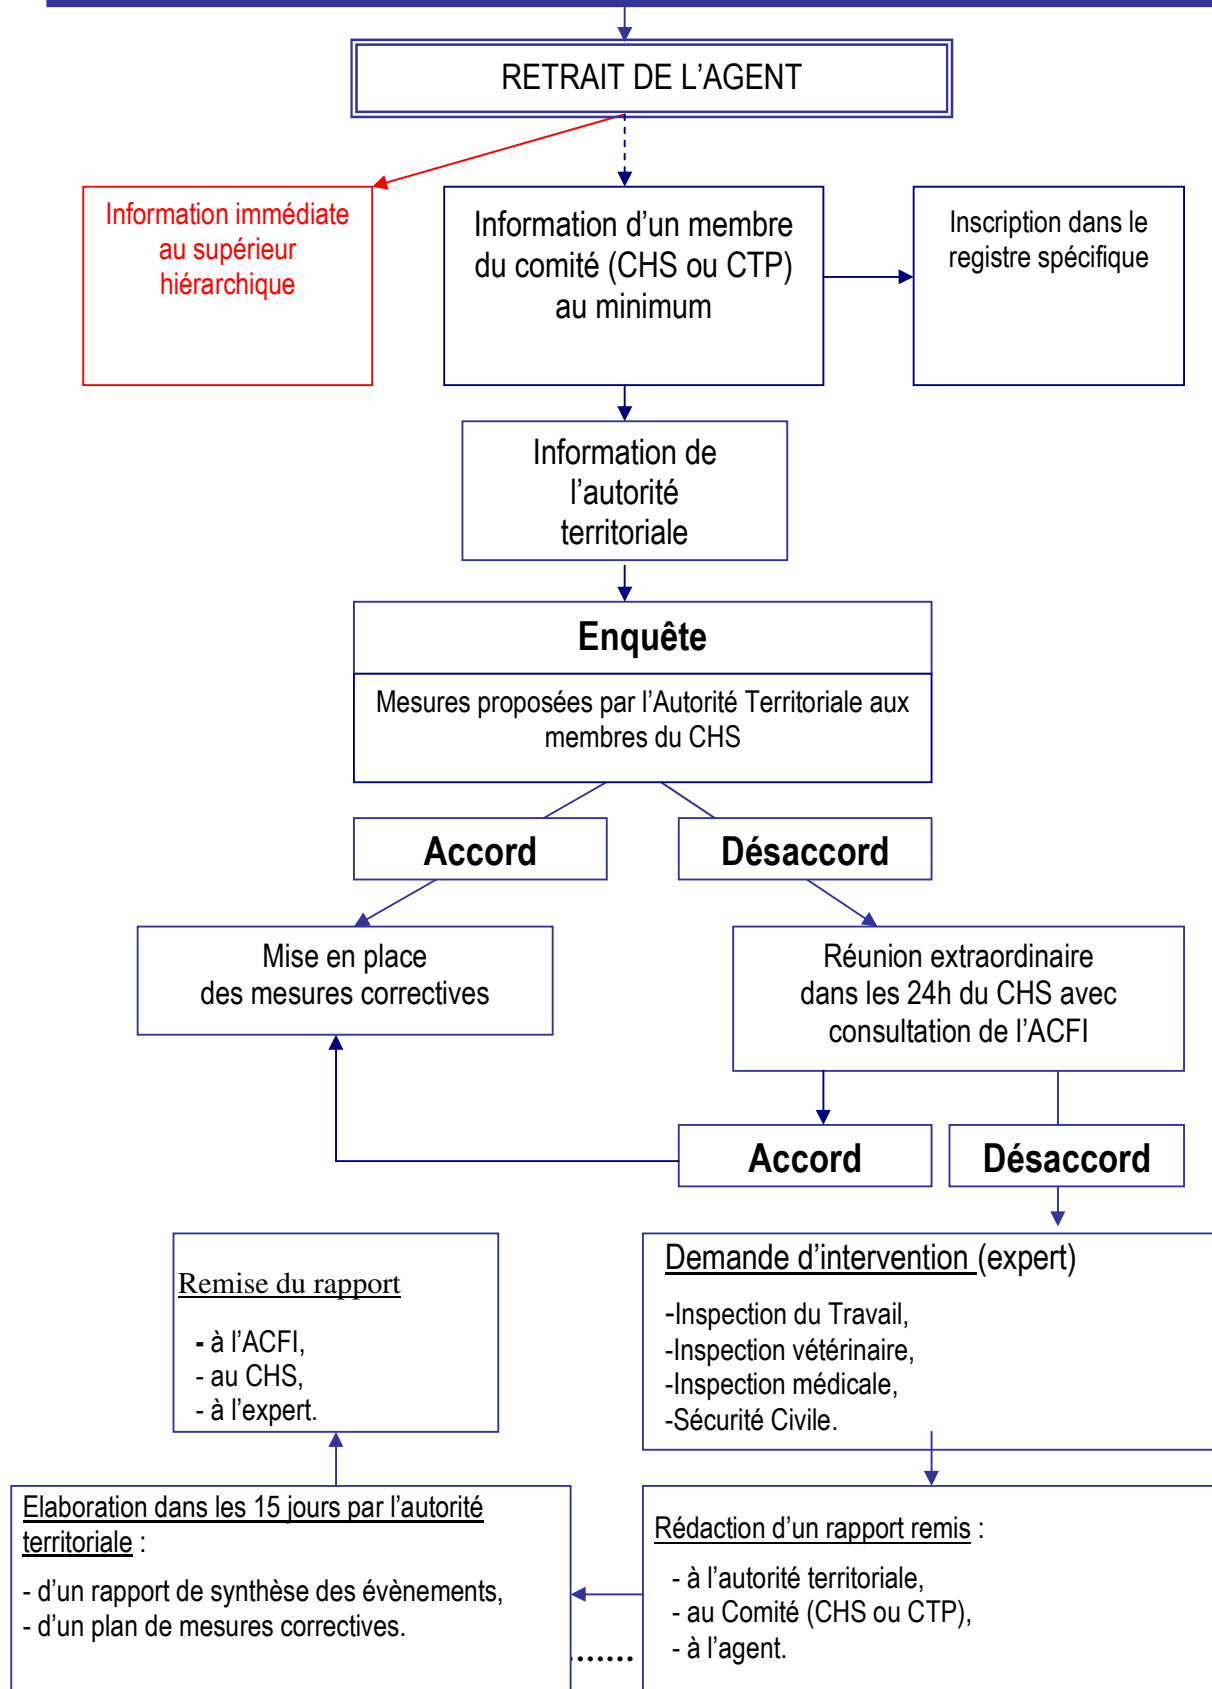 RETRAIT DE L’AGENT
Information immédiate
au supérieur
hiérarchique
Information d’un membre
du comité (CHS ou CTP)
au minimum
Inscription dans le
registre spécifique
Information de
l’autorité
territoriale
Enquête
Mesures proposées par l’Autorité Territoriale aux
membres du CHS
Accord
Désaccord
Mise en place
des mesures correctives
Réunion extraordinaire
dans les 24h du CHS avec
consultation de l’ACFI
Accord
Désaccord
Remise du rapport
- à l’ACFI,
- au CHS,
- à l’expert.
Demande d’intervention (expert)
-Inspection du Travail,
-Inspection vétérinaire,
-Inspection médicale,
-Sécurité Civile.
Elaboration dans les 15 jours par l’autorité
territoriale :
- d’un rapport de synthèse des évènements,
- d’un plan de mesures correctives.
.......
Rédaction d’un rapport remis :
- à l’autorité territoriale,
- au Comité (CHS ou CTP),
- à l’agent.